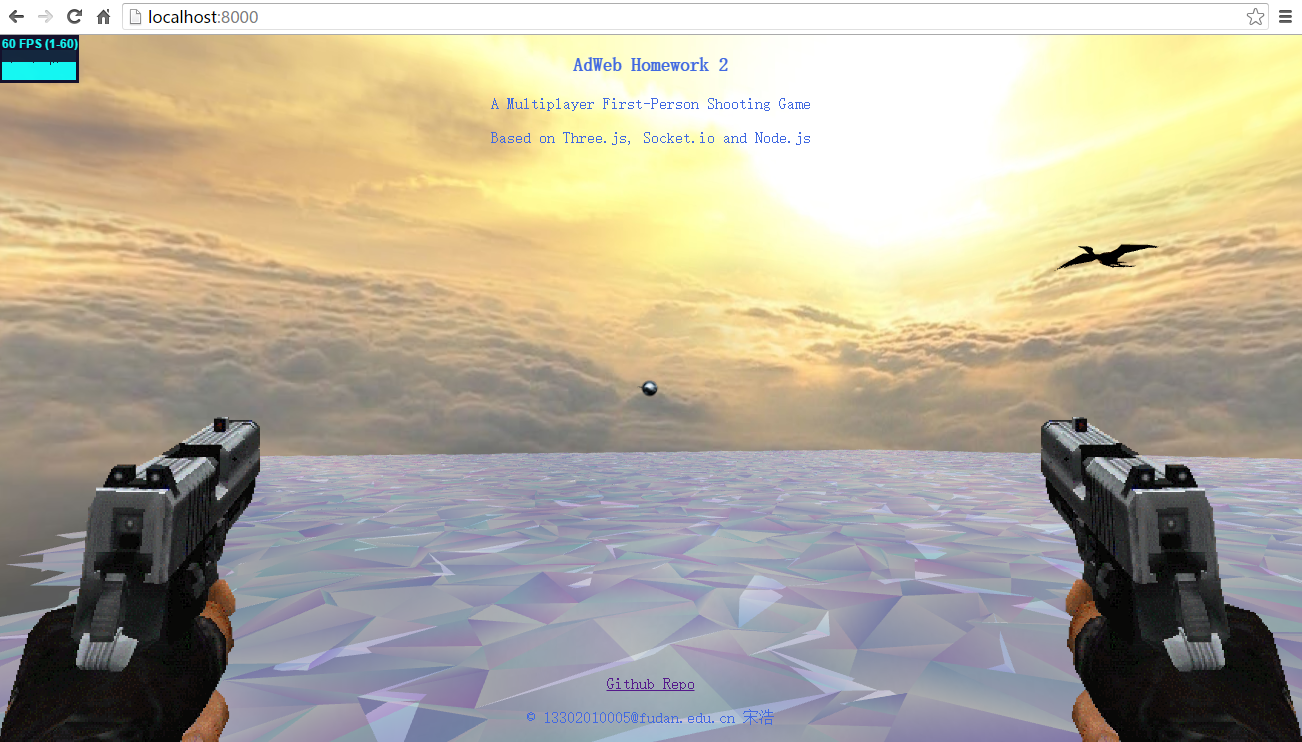 localhost:8000
60 FPS (1-60)
AdWeb Homework 2
A Multiplayer First-Person Shooting Game
Based on Three.js, Socket.io and Node.js
Github Repo
© 13302010005@fudan.edu.cn 宋浩